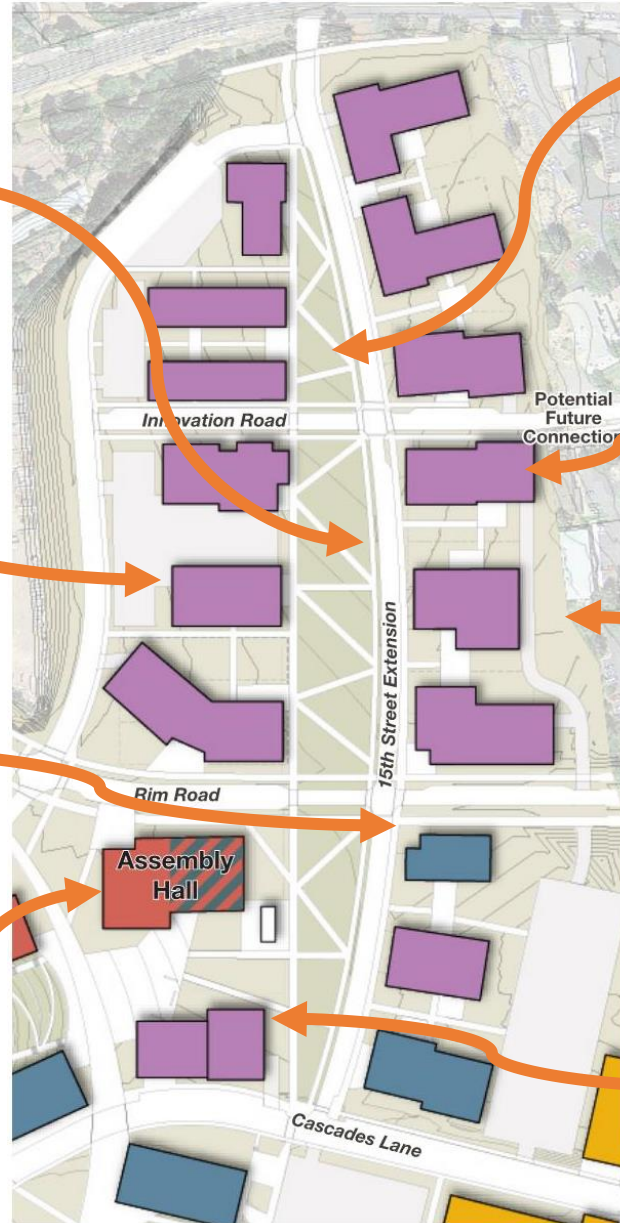 Innovation Road
Potential
Future
Connection
15th Street Extension
Rim Road
Assembly
Hall
Cascades Lane